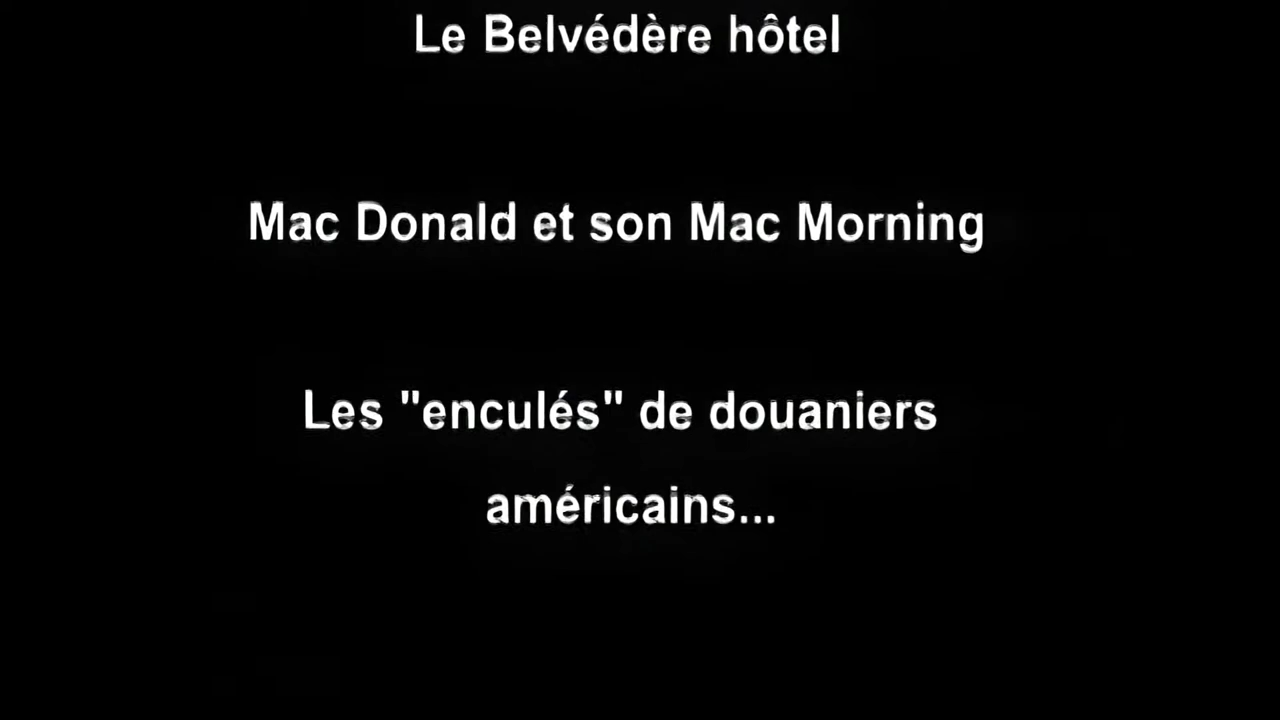 Le Belvédère hôtel
Mac Donald et son Mac Morning
Les "enculés" de douaniers
américains...